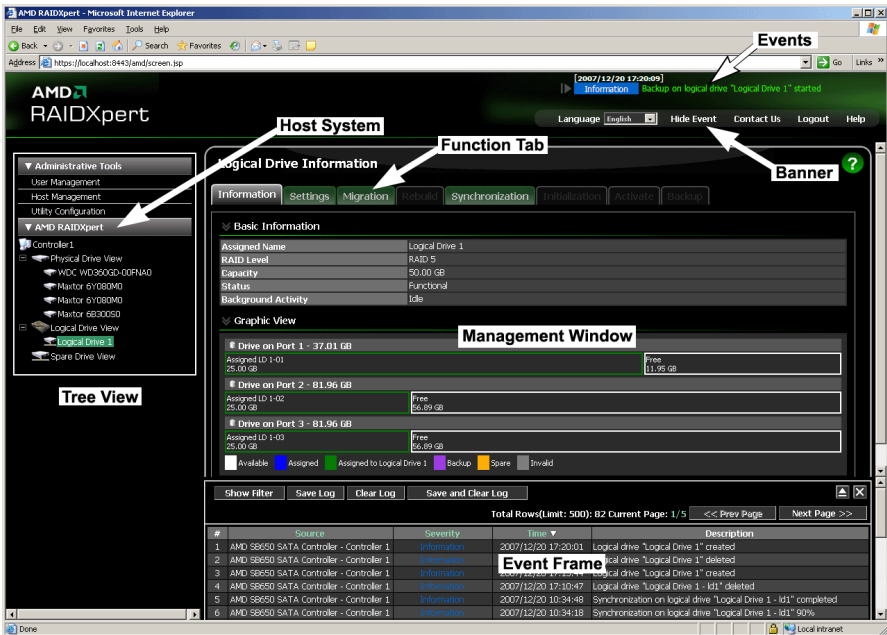 AMD RAIDXpert - Microsoft Internet Explorer
File Edit View Favorites Tools Help
Back Search Favorites
Address https://localhost:8443/amd/screen.jsp Go Links »
Events
[2007/12/20 17:20:09]
Information Backup on logical drive "Logical Drive 1" started
AMD
RAIDXpert
Language English Hide Event Contact Us Logout Help
Host System
Function Tab
Banner
Administrative Tools
User Management
Host Management
Utility Configuration
AMD RAIDXpert
Controller1
Physical Drive View
WDC WD360GD-00FNA0
Maxtor 6Y080M0
Maxtor 6Y080M0
Maxtor 6B300S0
Logical Drive View
Logical Drive 1
Spare Drive View
Tree View
Logical Drive Information ?
Information Settings Migration Rebuild Synchronization Initialization Activate Backup
Basic Information
Assigned Name Logical Drive 1
RAID Level RAID 5
Capacity 50.00 GB
Status Functional
Background Activity Idle
Graphic View
Management Window
Drive on Port 1 - 37.01 GB
Assigned LD 1-01 Free
25.00 GB 11.95 GB
Drive on Port 2 - 81.96 GB
Assigned LD 1-02 Free
25.00 GB 56.89 GB
Drive on Port 3 - 81.96 GB
Assigned LD 1-03 Free
25.00 GB 56.89 GB
Available Assigned Assigned to Logical Drive 1 Backup Spare Invalid
Show Filter Save Log Clear Log Save and Clear Log
Total Rows(Limit: 500): 82 Current Page: 1/5 << Prev Page Next Page >>
# Source Severity Time Description
1 AMD SB650 SATA Controller - Controller 1 Information 2007/12/20 17:20:01 Logical drive "Logical Drive 1" created
2 AMD SB650 SATA Controller - Controller 1 Information Logical drive "Logical Drive 1" deleted
Event Frame
3 AMD SB650 SATA Controller - Controller 1 Information Logical drive "Logical Drive 1" created
4 AMD SB650 SATA Controller - Controller 1 Information 2007/12/20 17:10:47 Logical drive "Logical Drive 1 - ld1" deleted
5 AMD SB650 SATA Controller - Controller 1 Information 2007/12/20 10:34:48 Synchronization on logical drive "Logical Drive 1 - ld1" completed
6 AMD SB650 SATA Controller - Controller 1 Information 2007/12/20 10:34:18 Synchronization on logical drive "Logical Drive 1 - ld1" 90%
Done Local intranet